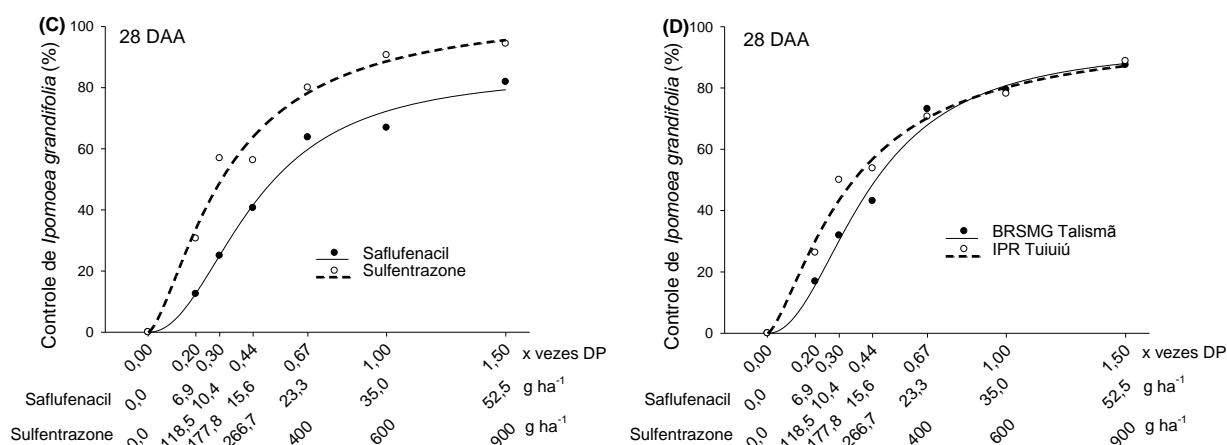 (C)
28 DAA
Controle de Ipomoea grandifolia (%)
100
80
60
40
20
0
Saflufenacil
Sulfentrazone
0,00 0,20 0,30 0,44 0,67 1,00 1,50 x vezes DP
Saflufenacil 0,0 6,9 10,4 15,6 23,3 35,0 52,5 g ha⁻¹
Sulfentrazone 0,0 118,5 177,8 266,7 400 600 900 g ha⁻¹
(D)
28 DAA
Controle de Ipomoea grandifolia (%)
100
80
60
40
20
0
BRSMG Talismã
IPR Tuiuiú
0,00 0,20 0,30 0,44 0,67 1,00 1,50 x vezes DP
Saflufenacil 0,0 6,9 10,4 15,6 23,3 35,0 52,5 g ha⁻¹
Sulfentrazone 0,0 118,5 177,8 266,7 400 600 900 g ha⁻¹